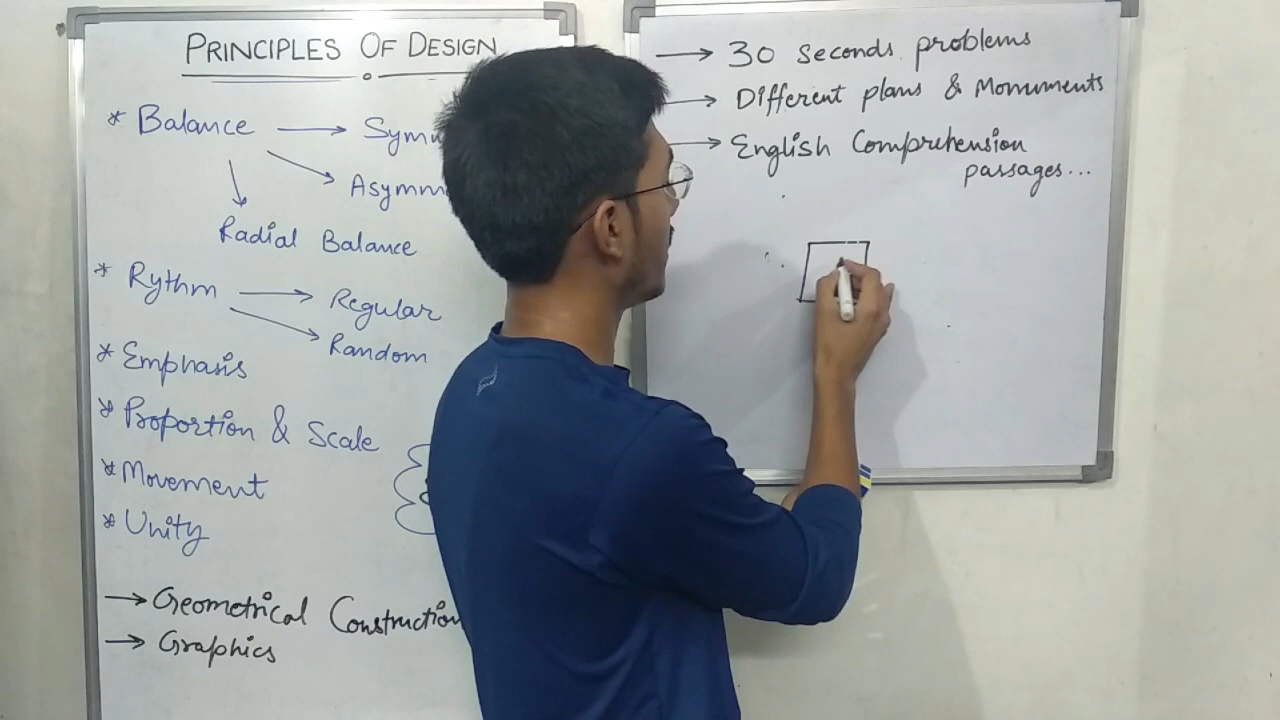 PRINCIPLES OF DESIGN
* Balance → Symm
Asymm
Radial Balance
* Rythm → Regular
Random
* Emphasis
* Proportion & Scale
* Movement
* Unity
→ Geometrical Construction
→ Graphics
→ 30 seconds problems
→ Different plans & Monuments
→ English Comprehension
passages...